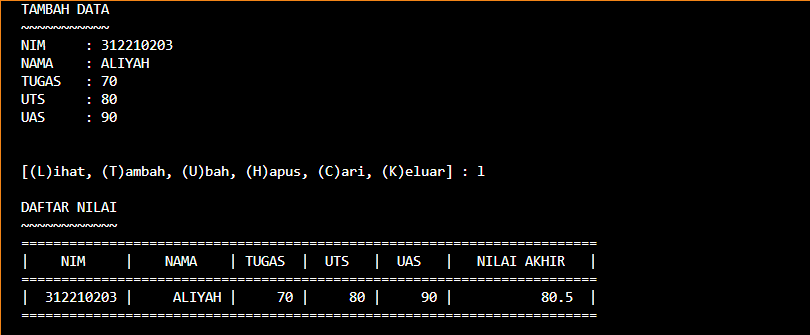 TAMBAH DATA
~~~~~~~~~~~
NIM     : 312210203
NAMA    : ALIYAH
TUGAS   : 70
UTS     : 80
UAS     : 90
[(L)ihat, (T)ambah, (U)bah, (H)apus, (C)ari, (K)eluar] : l
DAFTAR NILAI
~~~~~~~~~~~~
========================================================================
|    NIM     |    NAMA    | TUGAS  |  UTS   |  UAS   |   NILAI AKHIR   |
========================================================================
|  312210203 |     ALIYAH |     70 |     80 |     90 |           80.5  |
========================================================================